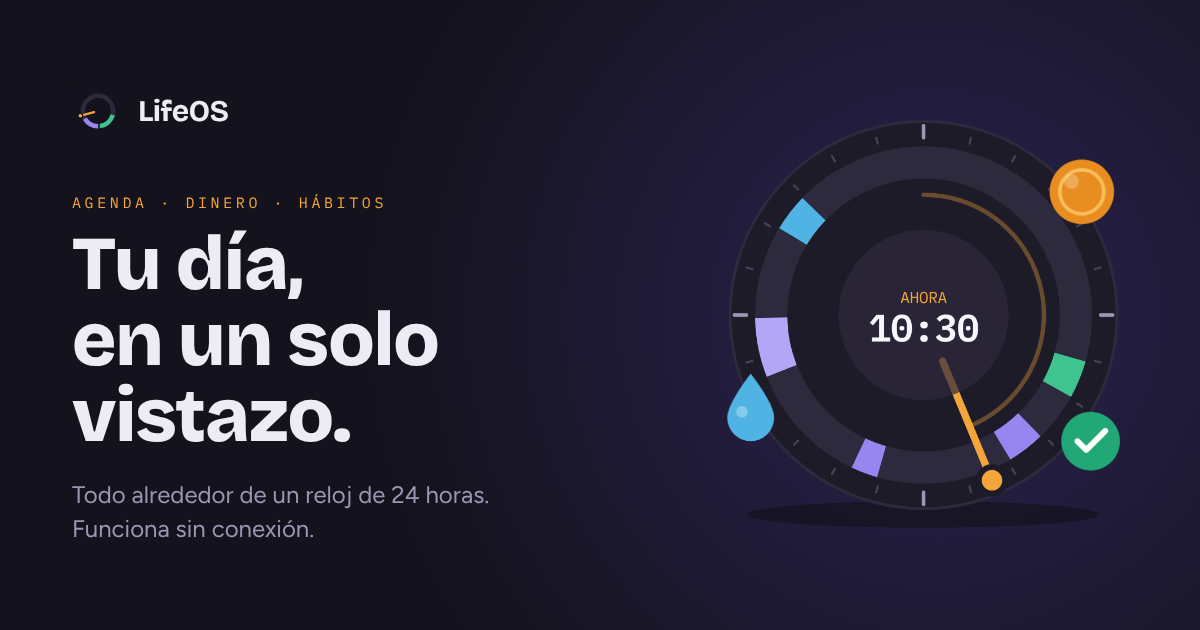 LifeOS
AGENDA · DINERO · HÁBITOS
Tu día,
en un solo
vistazo.
Todo alrededor de un reloj de 24 horas.
Funciona sin conexión.
AHORA
10:30